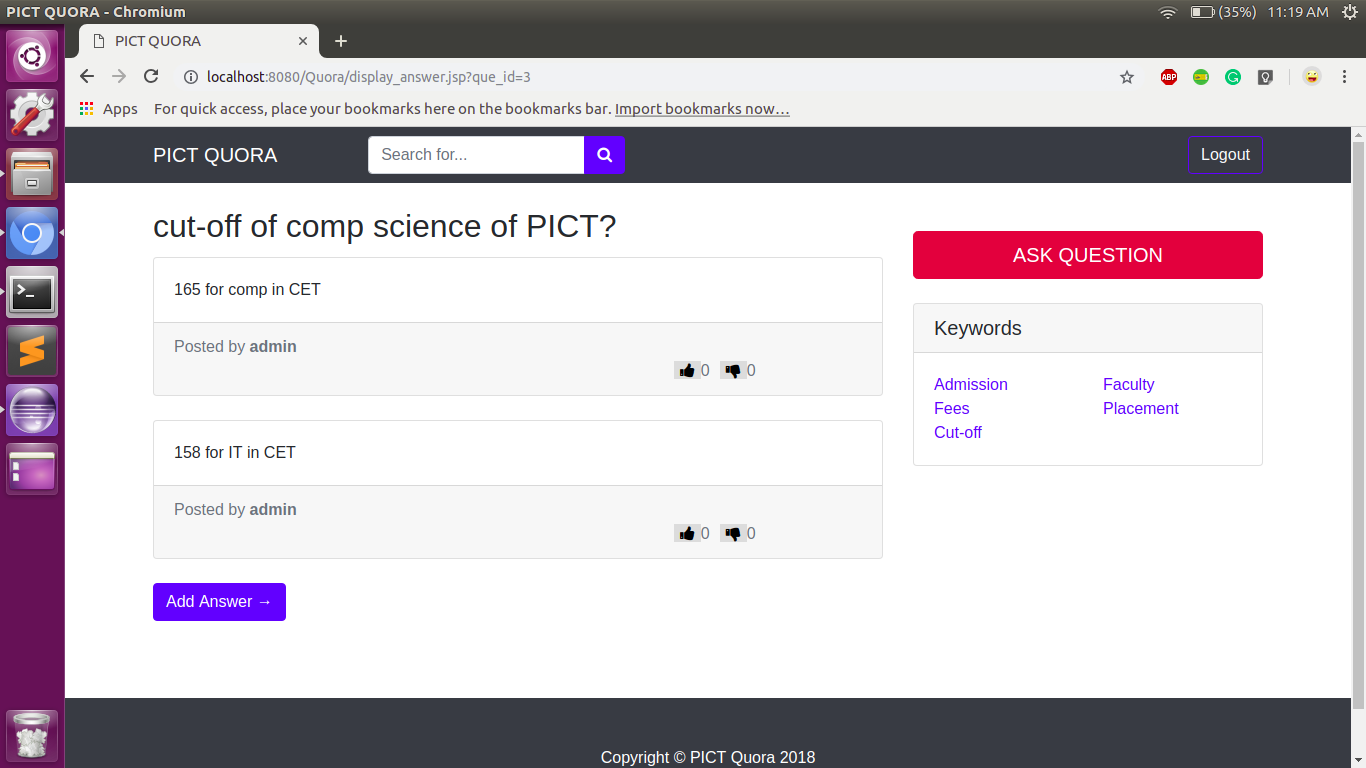 PICT QUORA - Chromium
(35%) 11:19 AM
PICT QUORA
localhost:8080/Quora/display_answer.jsp?que_id=3
ABP
Apps For quick access, place your bookmarks here on the bookmarks bar. Import bookmarks now…
PICT QUORA
Search for...
Logout
cut-off of comp science of PICT?
ASK QUESTION
165 for comp in CET
Posted by admin
0 0
Keywords
Admission Faculty
Fees Placement
Cut-off
158 for IT in CET
Posted by admin
0 0
Add Answer →
Copyright © PICT Quora 2018